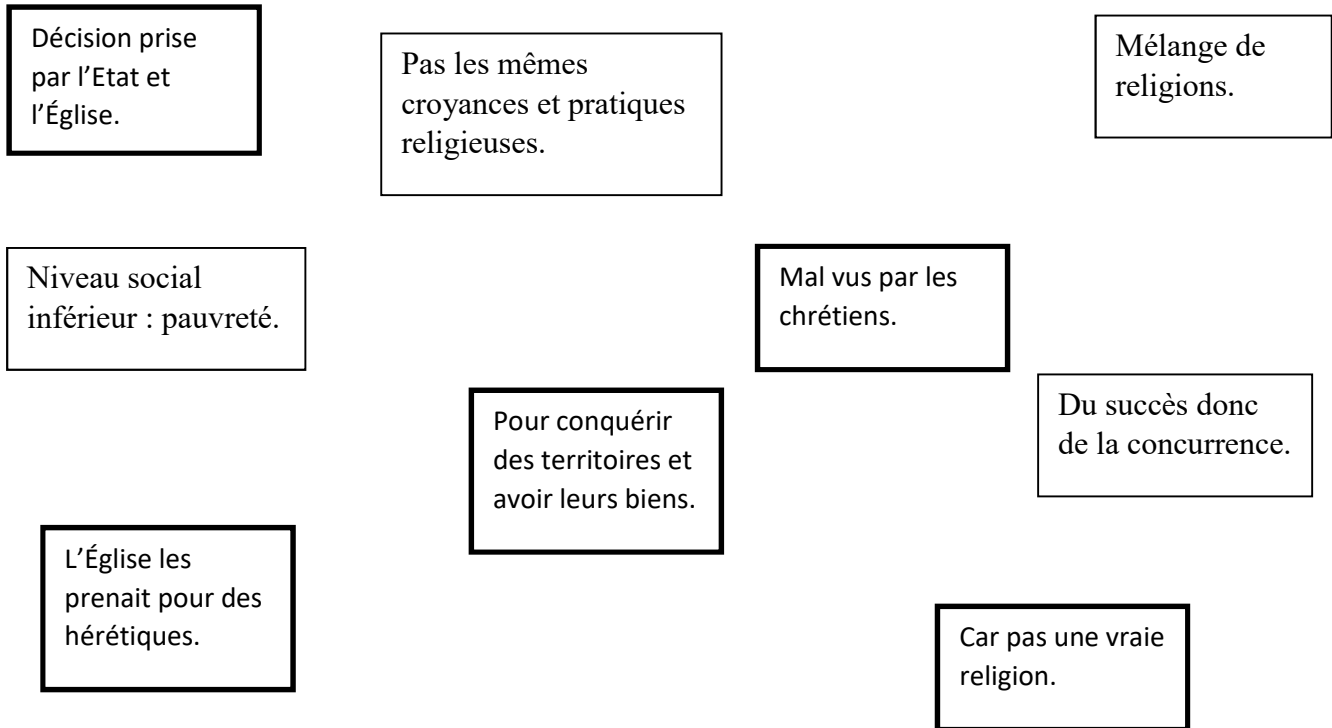 Décision prise
par l’Etat et
l’Église.
Pas les mêmes
croyances et pratiques
religieuses.
Mélange de
religions.
Niveau social
inférieur : pauvreté.
Mal vus par les
chrétiens.
Pour conquérir
des territoires et
avoir leurs biens.
Du succès donc
de la concurrence.
L’Église les
prenait pour des
hérétiques.
Car pas une vraie
religion.